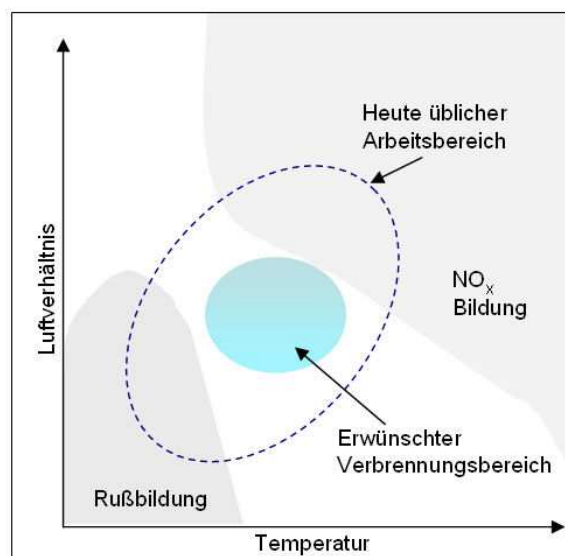 Heute üblicher
Arbeitsbereich
Luftverhältnis
NOx
Bildung
Erwünschter
Verbrennungsbereich
Rußbildung
Temperatur